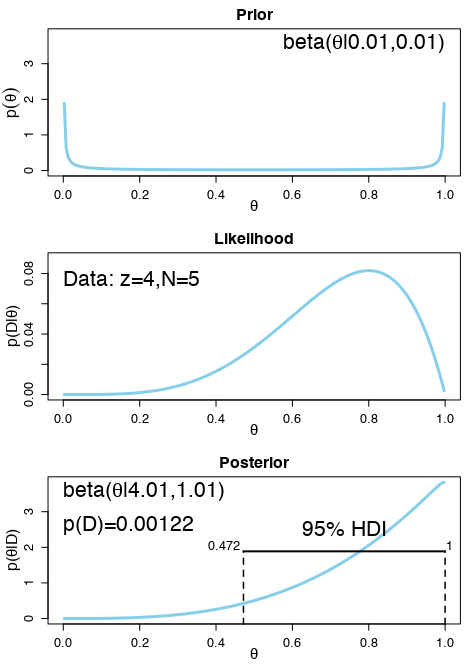 Prior
beta(θ|0.01,0.01)
p(θ)
3
2
1
0
0.0 0.2 0.4 0.6 0.8 1.0
θ
Likelihood
Data: z=4,N=5
p(D|θ)
0.08
0.04
0.00
0.0 0.2 0.4 0.6 0.8 1.0
θ
Posterior
beta(θ|4.01,1.01)
p(D)=0.00122
95% HDI
0.472 1
p(θ|D)
3
2
1
0
0.0 0.2 0.4 0.6 0.8 1.0
θ